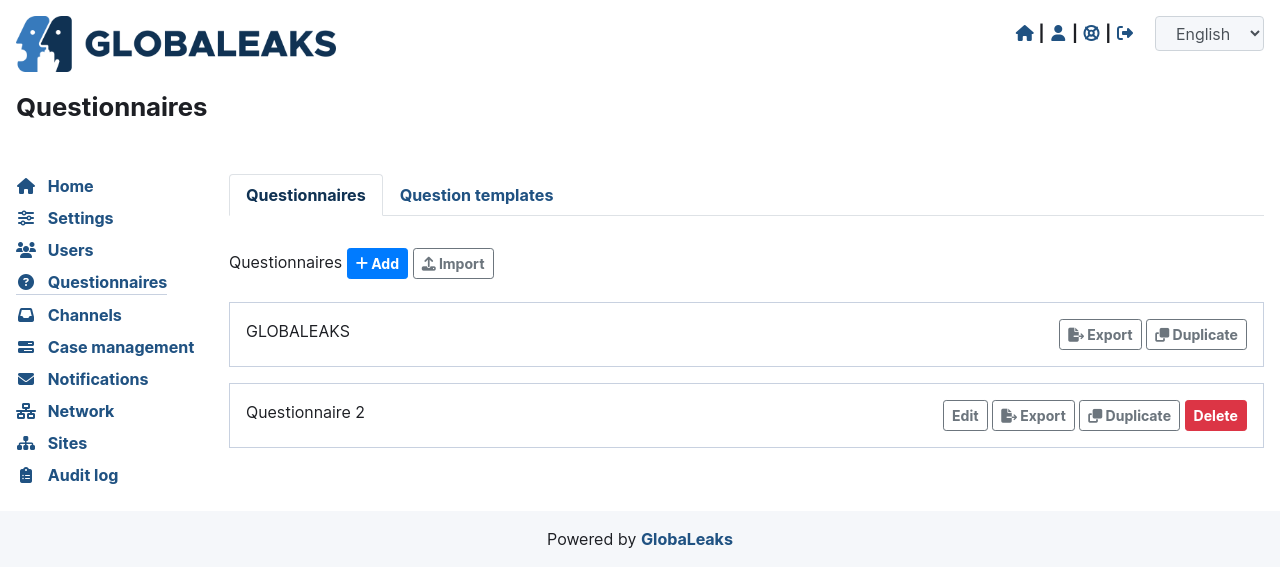 GLOBALEAKS
English
Questionnaires
Home
Settings
Users
Questionnaires
Channels
Case management
Notifications
Network
Sites
Audit log
Questionnaires Question templates
Questionnaires Add Import
GLOBALEAKS Export Duplicate
Questionnaire 2 Edit Export Duplicate Delete
Powered by GlobaLeaks